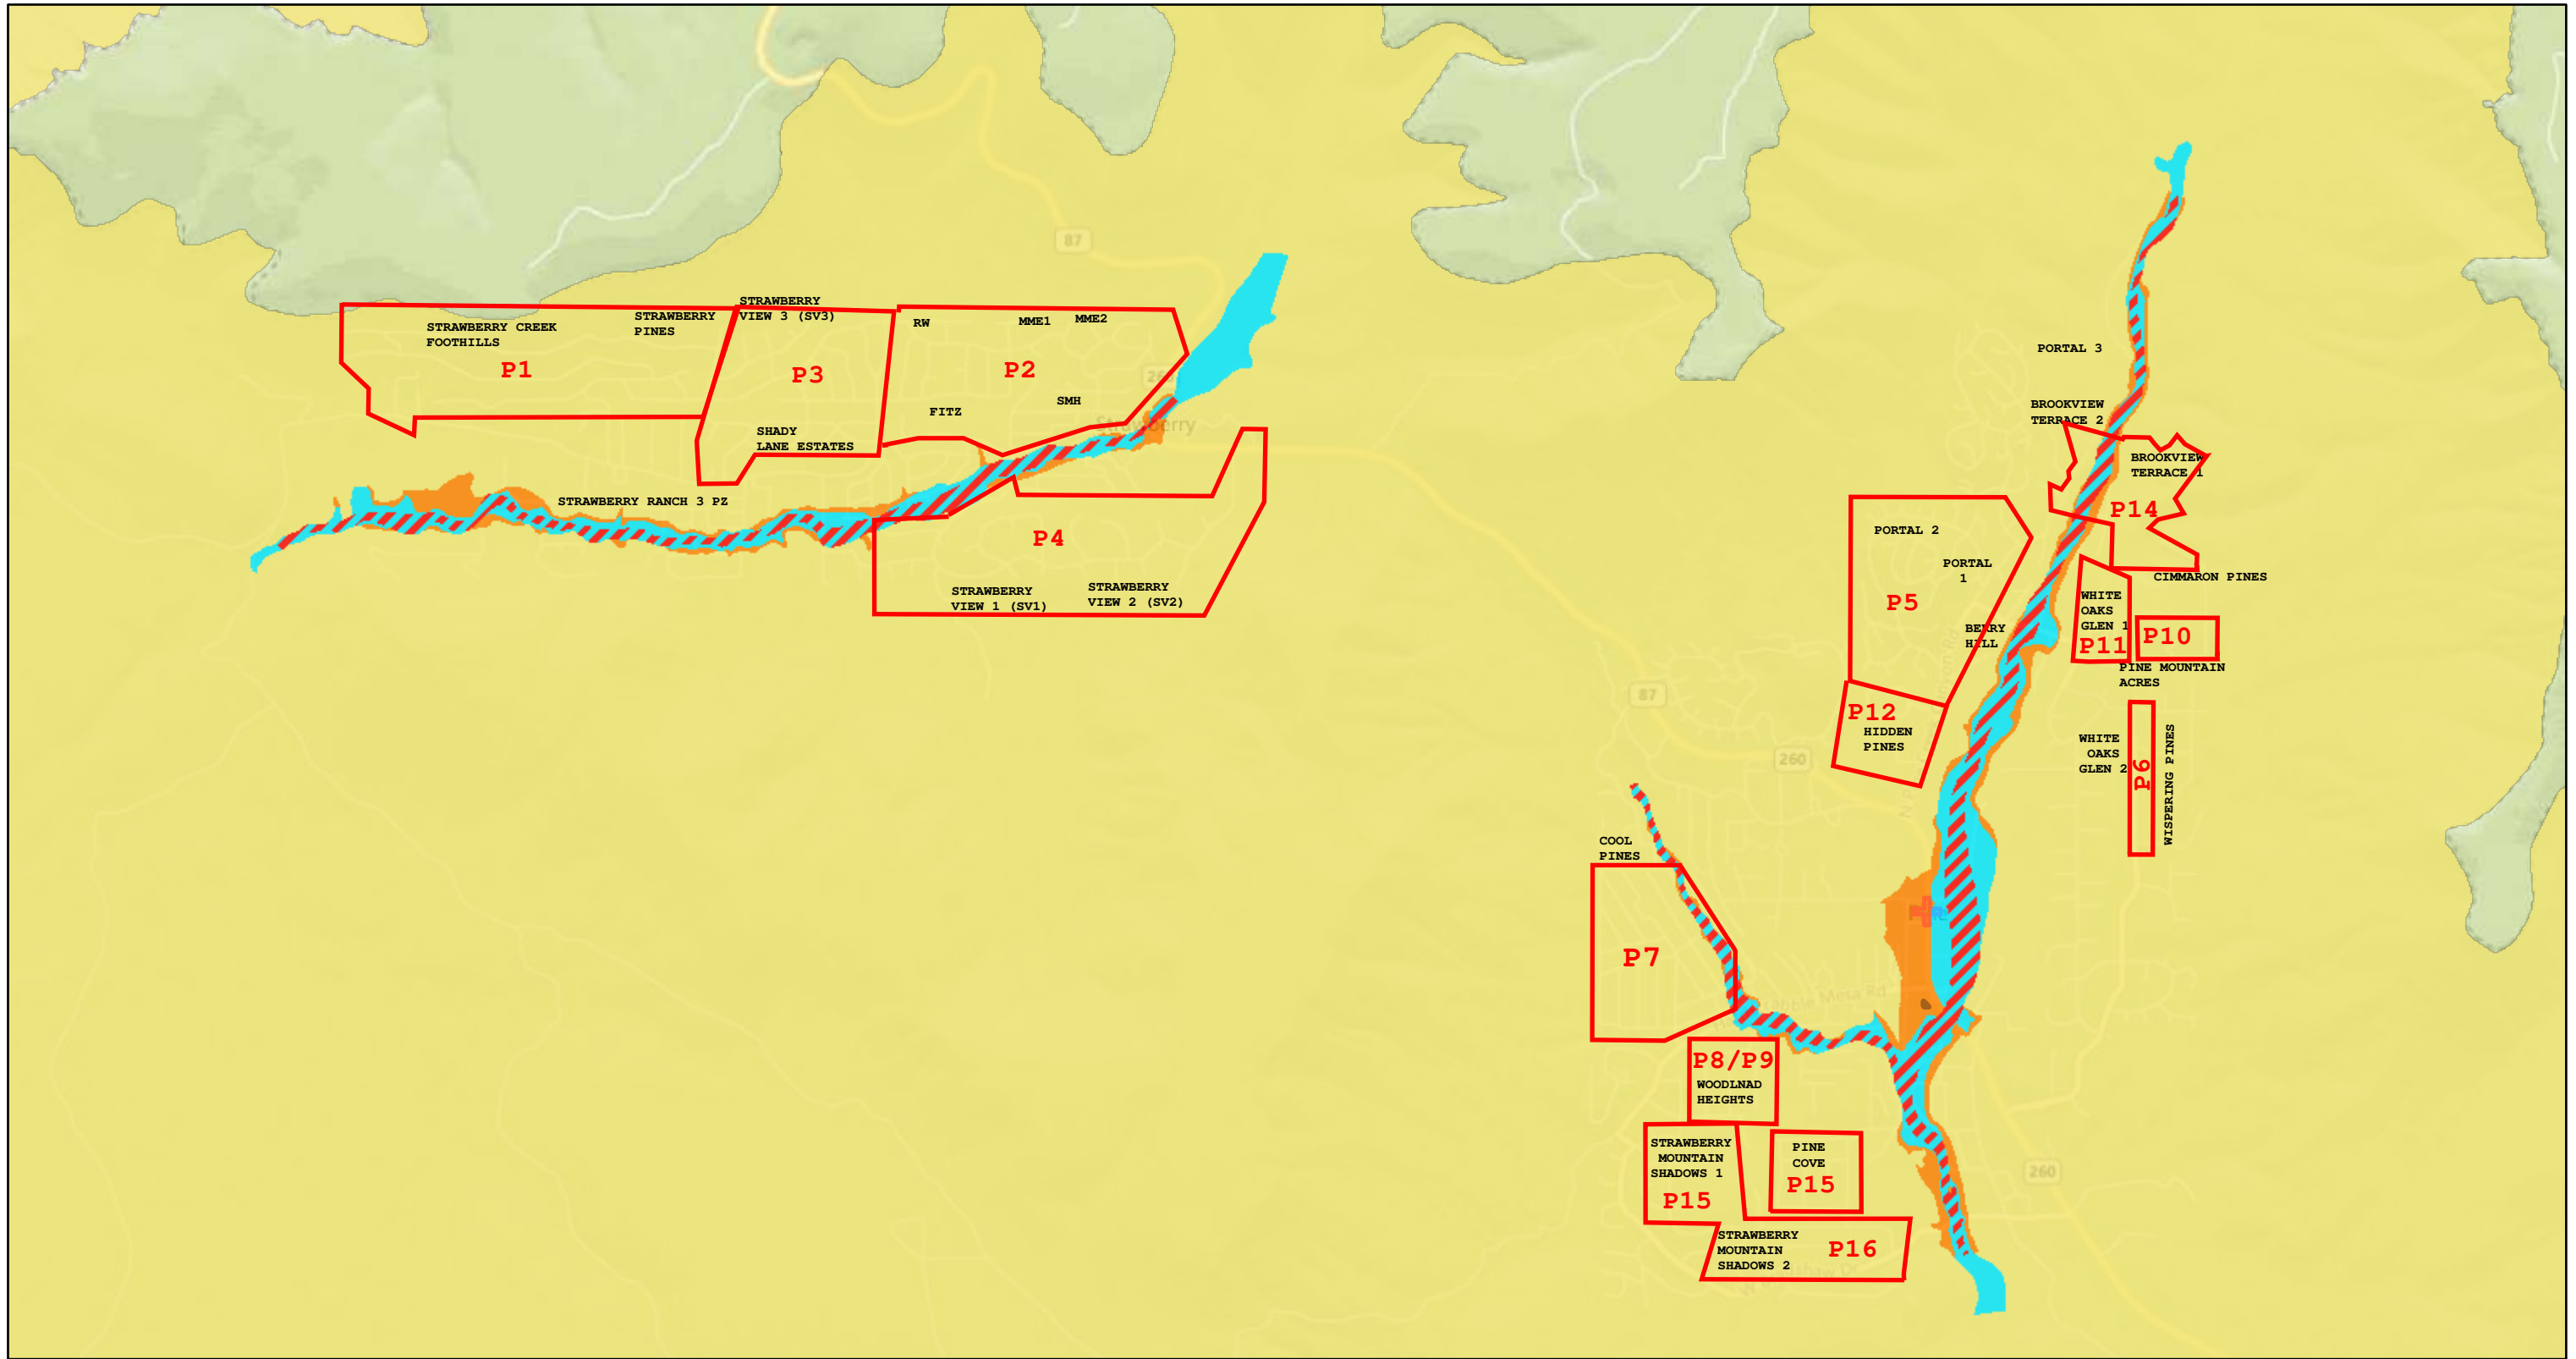 87
STRAWBERRY
VIEW 3 (SV3)
STRAWBERRY CREEK
FOOTHILLS
STRAWBERRY
PINES
RW
MME1
MME2
P1
P3
P2
260
FITZ
SMH
Strawberry
SHADY
LANE ESTATES
STRAWBERRY RANCH 3 PZ
P4
STRAWBERRY
VIEW 1 (SV1)
STRAWBERRY
VIEW 2 (SV2)
PORTAL 3
BROOKVIEW
TERRACE 2
BROOKVIEW
TERRACE 1
P14
PORTAL 2
PORTAL
1
P5
BERRY
HILL
CIMMARON PINES
WHITE
OAKS
GLEN 1
P11
P10
PINE MOUNTAIN
ACRES
87
P12
HIDDEN
PINES
260
WHITE
OAKS
GLEN 2
P6
WISPERING PINES
COOL
PINES
P7
Mesa Rd
P8/P9
WOODLNAD
HEIGHTS
STRAWBERRY
MOUNTAIN
SHADOWS 1
P15
PINE
COVE
P15
260
STRAWBERRY
MOUNTAIN
SHADOWS 2
P16